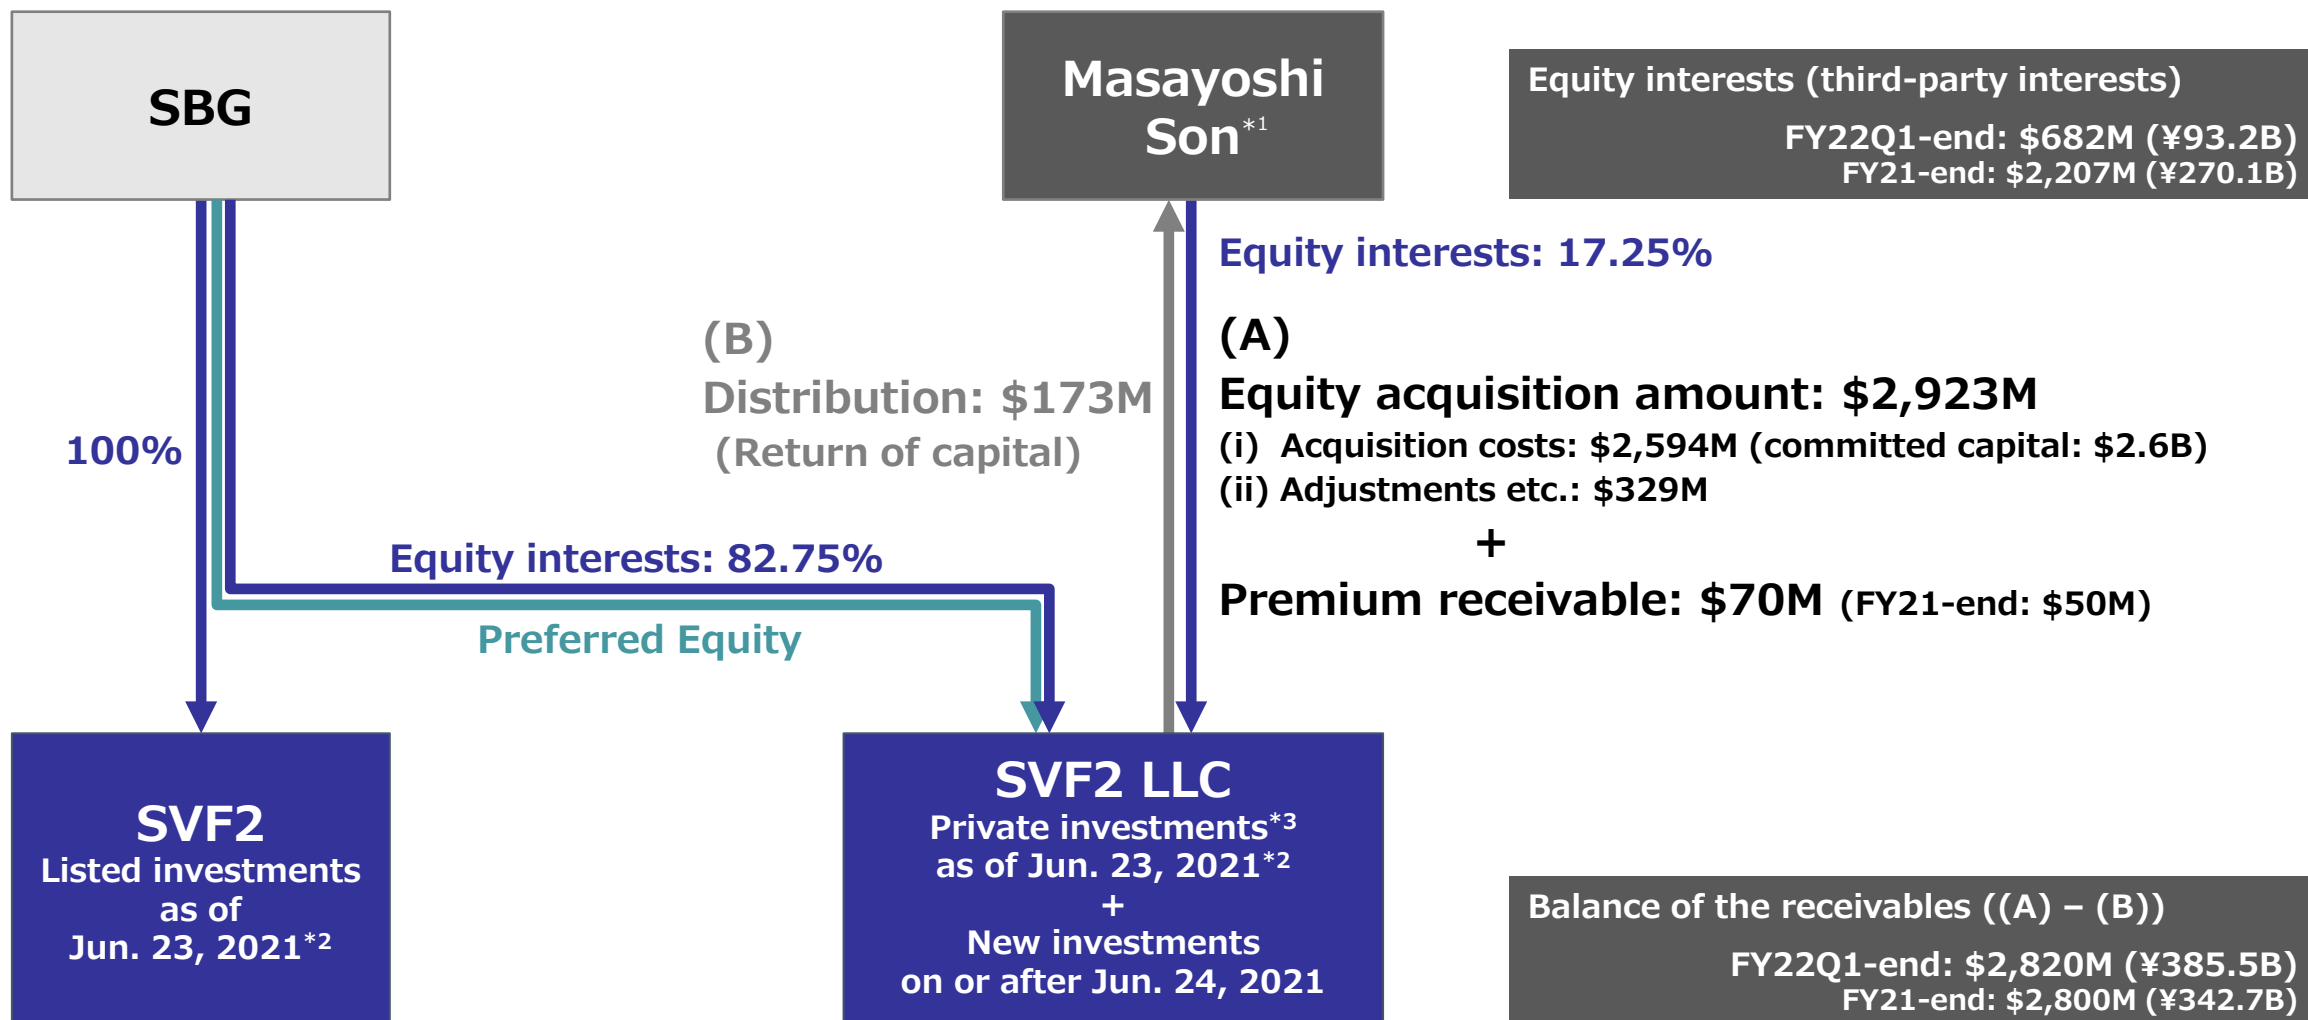 SBG
Masayoshi
Son*1
Equity interests (third-party interests)
FY22Q1-end: $682M (¥93.2B)
FY21-end: $2,207M (¥270.1B)
Equity interests: 17.25%
(B)
Distribution: $173M
(Return of capital)
(A)
Equity acquisition amount: $2,923M
(i) Acquisition costs: $2,594M (committed capital: $2.6B)
(ii) Adjustments etc.: $329M
+
Premium receivable: $70M (FY21-end: $50M)
100%
Equity interests: 82.75%
Preferred Equity
SVF2
Listed investments
as of
Jun. 23, 2021*2
SVF2 LLC
Private investments*3
as of Jun. 23, 2021*2
+
New investments
on or after Jun. 24, 2021
Balance of the receivables ((A) – (B))
FY22Q1-end: $2,820M (¥385.5B)
FY21-end: $2,800M (¥342.7B)